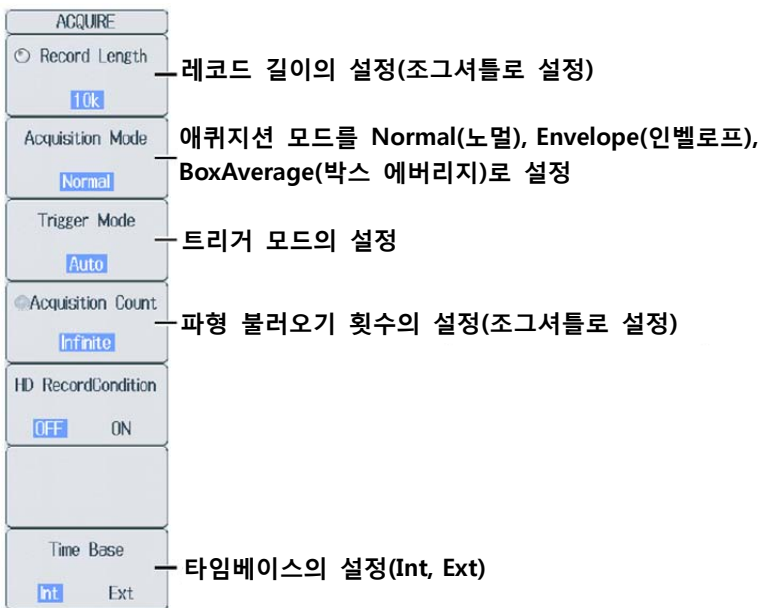 ACQUIRE
Record Length
10k
레코드 길이의 설정(조그셔틀로 설정)
Acquisition Mode
Normal
애퀴지션 모드를 Normal(노멀), Envelope(인벨로프),
BoxAverage(박스 에버리지)로 설정
Trigger Mode
Auto
트리거 모드의 설정
Acquisition Count
Infinite
파형 불러오기 횟수의 설정(조그셔틀로 설정)
HD RecordCondition
OFF ON
Time Base
Int Ext
타임베이스의 설정(Int, Ext)